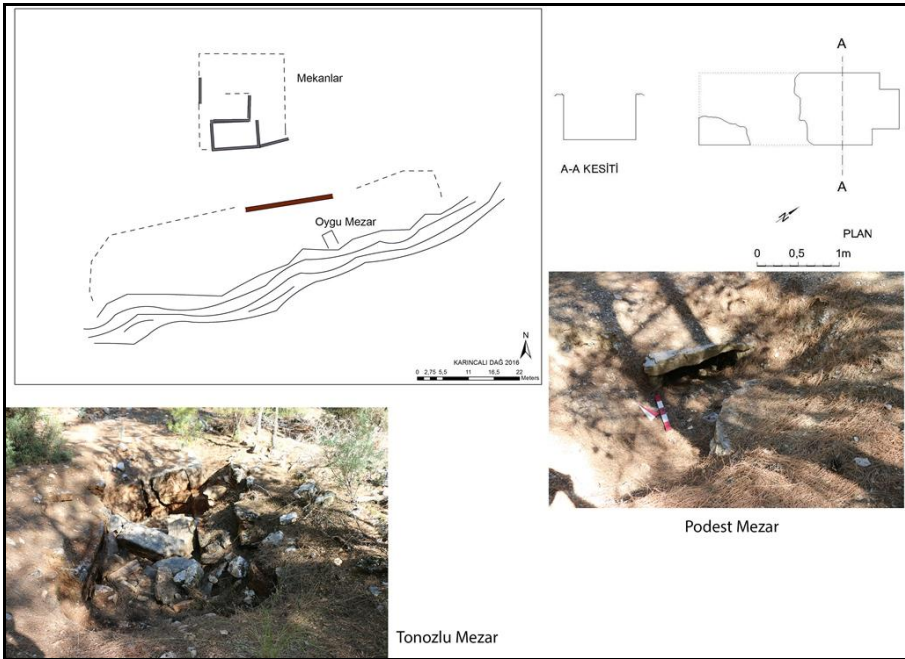 Mekanlar
Oygu Mezar
N
KARINCALI DAĞ 2016
0 2,75 5,5 11 16,5 22
Meters
A
A-A KESİTİ
A
N
PLAN
0 0,5 1m
Podest Mezar
Tonozlu Mezar